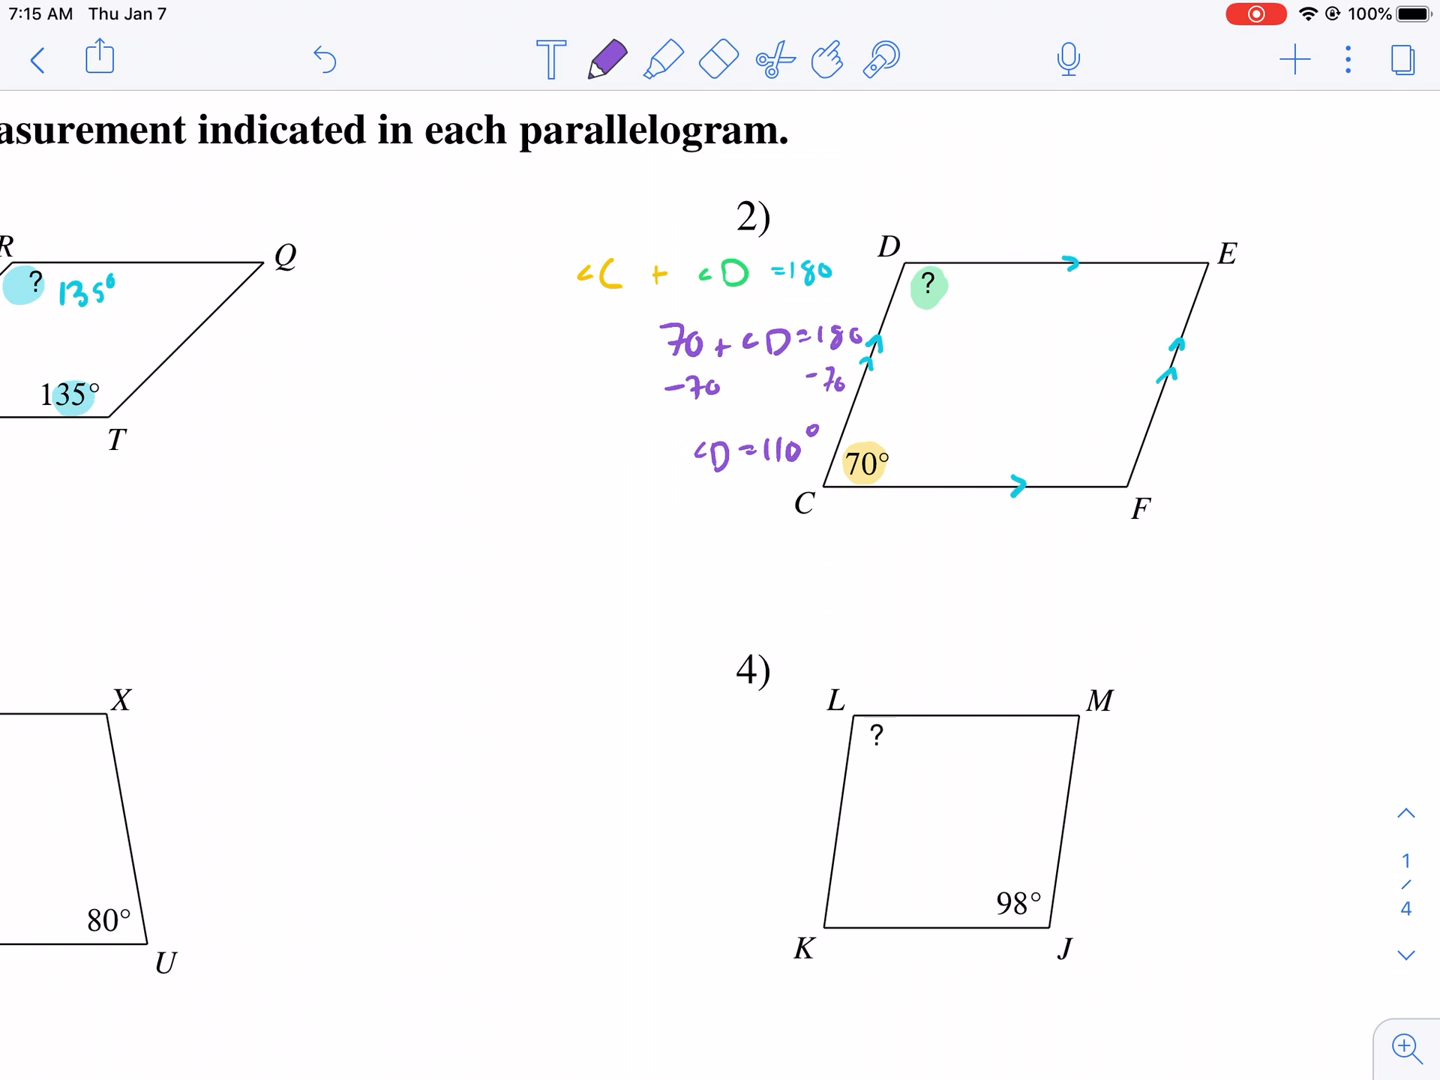 7:15 AM Thu Jan 7
100%
asurement indicated in each parallelogram.
R
Q
? 135°
135°
T
2)
D
E
<C + <D =180
?
70 + <D=180
-70 -70
<D=110°
70°
C
F
X
80°
U
4)
L
M
?
98°
K
J
1
/
4